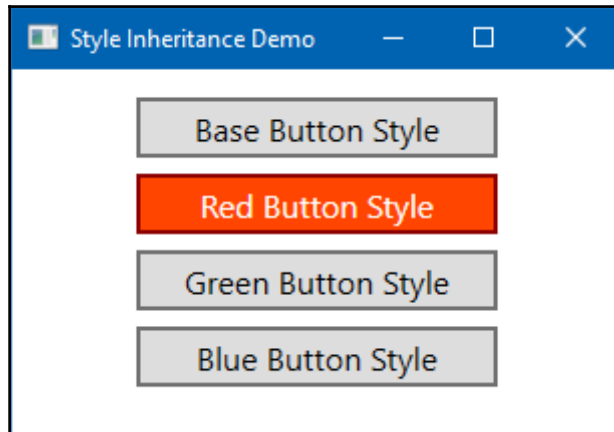 Style Inheritance Demo
Base Button Style
Red Button Style
Green Button Style
Blue Button Style